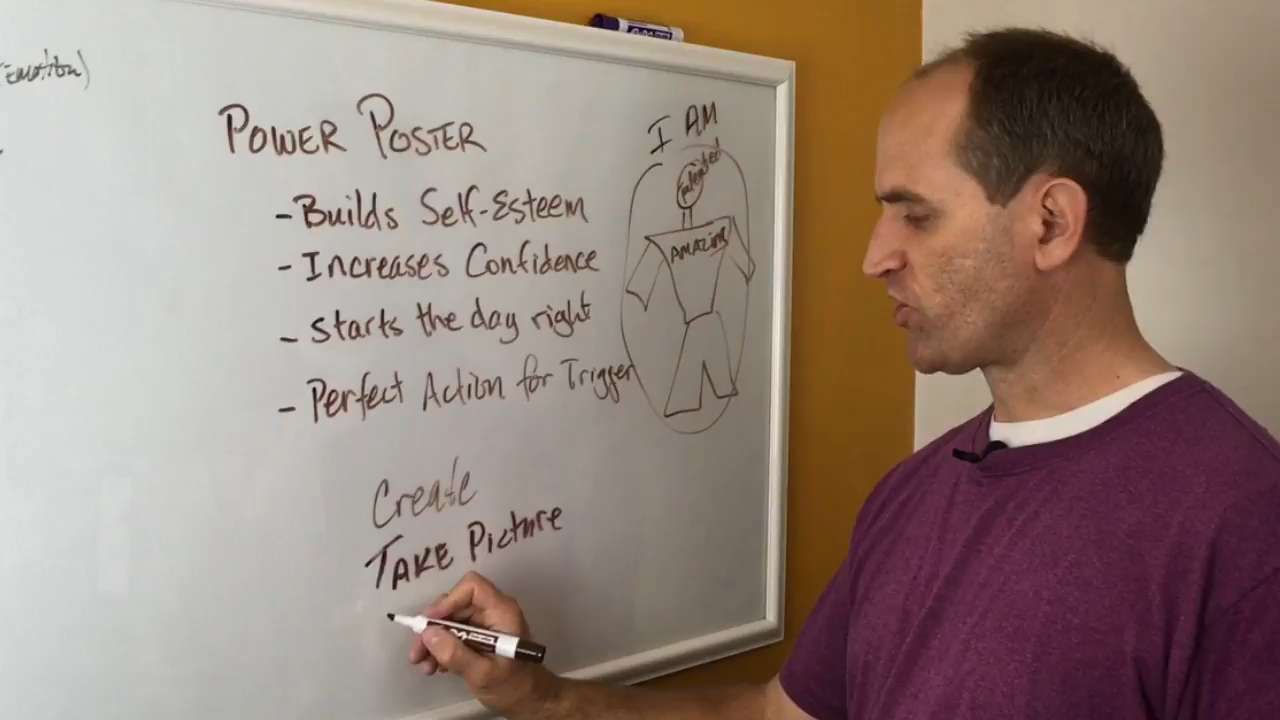 (Emotion)
POWER POSTER
- Builds Self-Esteem
- Increases Confidence
- starts the day right
- Perfect Action for Trigger
Create
TAKE Picture
I AM
talented
AMAZING